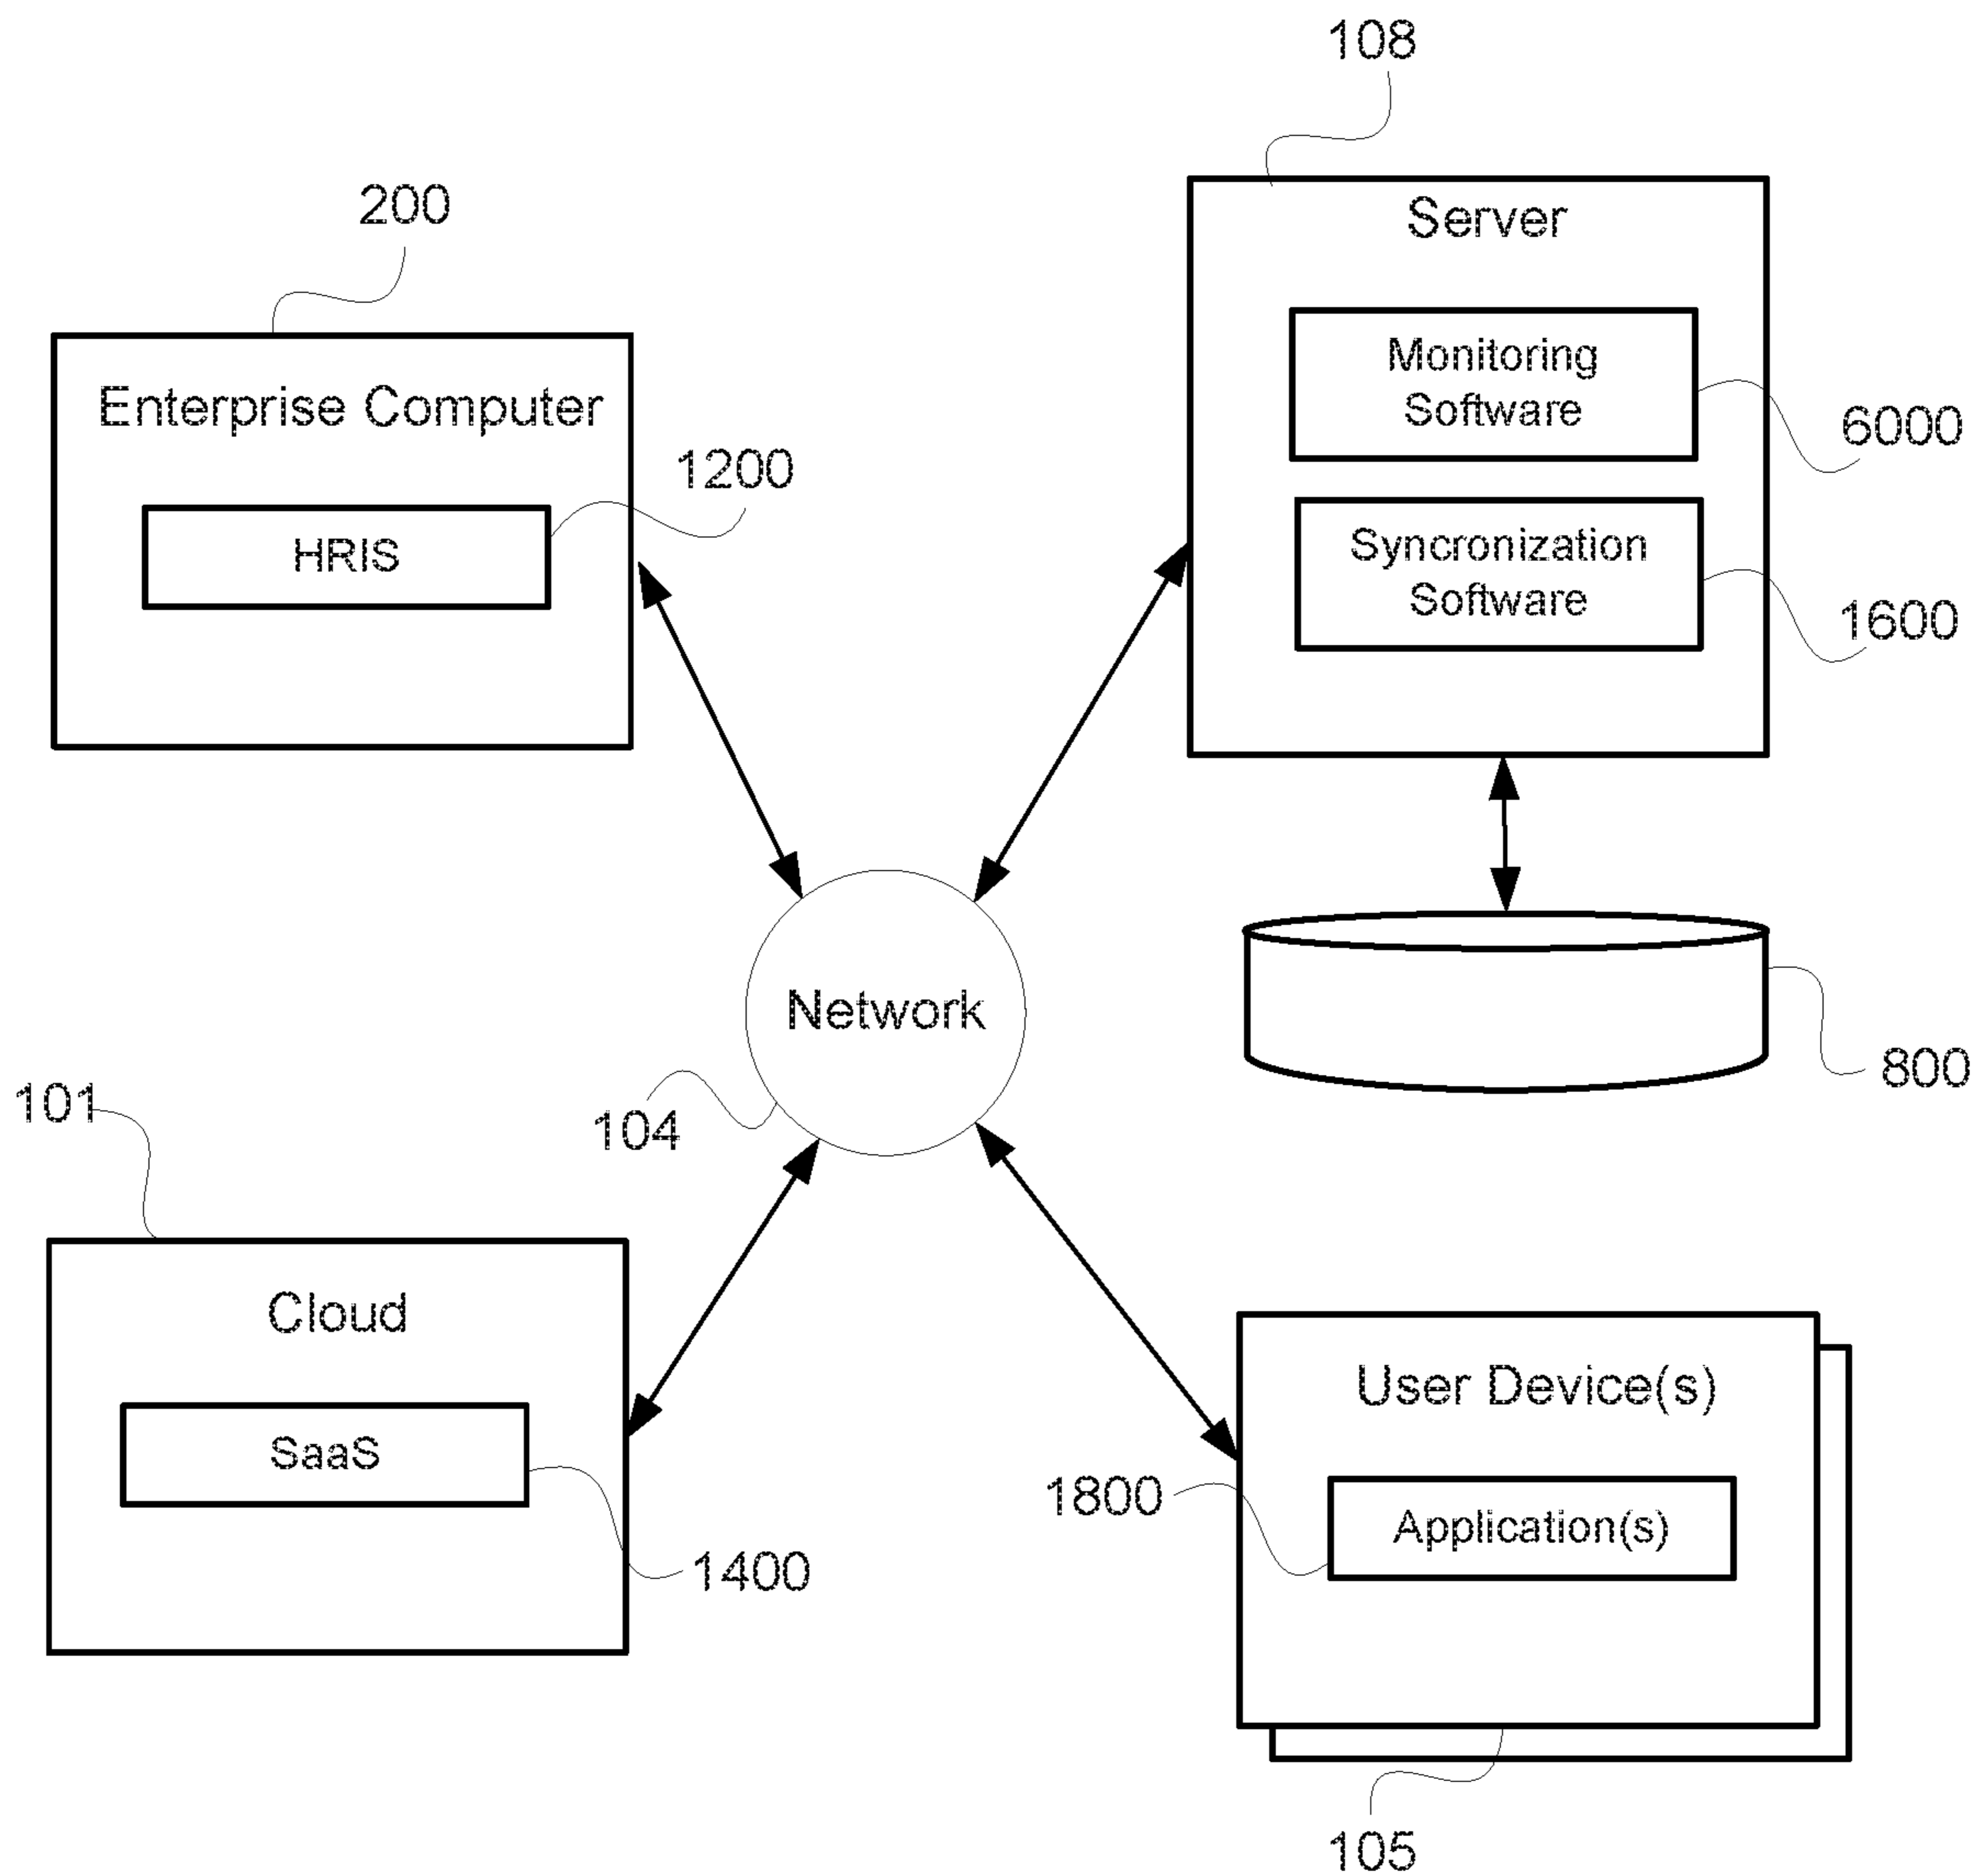 108
200
Server
Enterprise Computer
Monitoring
Software
6000
1200
HRIS
Syncronization
Software
1600
Network
800
101
104
Cloud
SaaS
1400
User Device(s)
1800
Application(s)
105